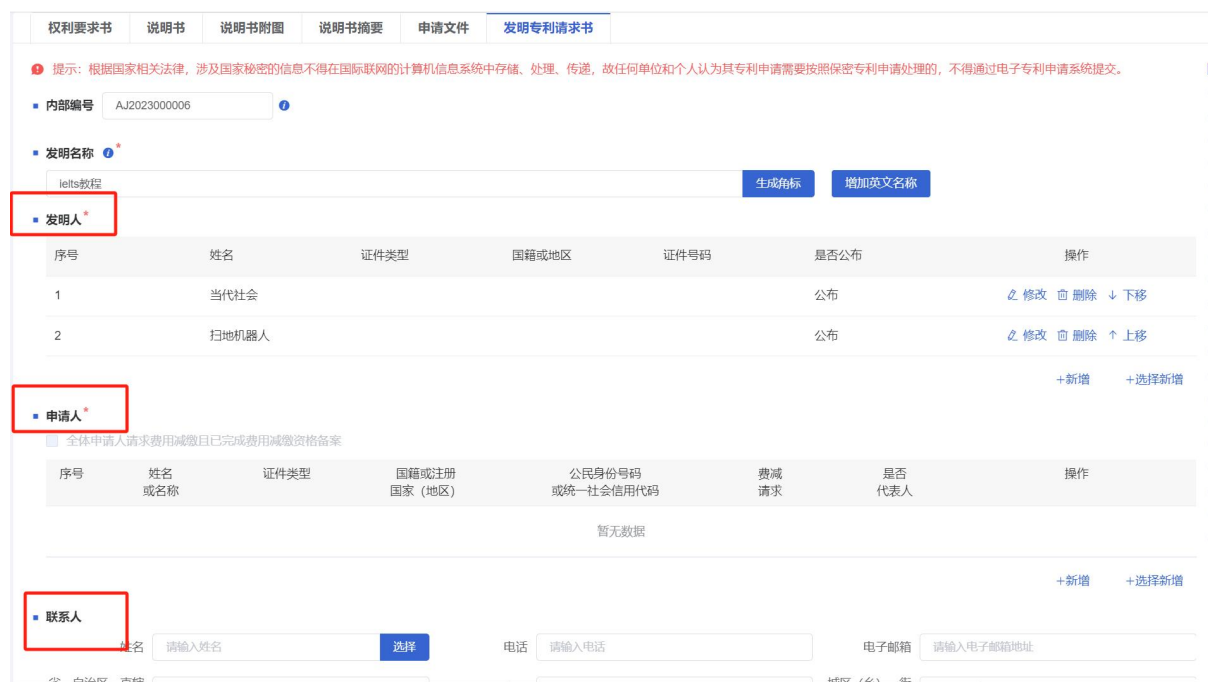 权利要求书 说明书 说明书附图 说明书摘要 申请文件 发明专利请求书
提示：根据国家相关法律，涉及国家秘密的信息不得在国际联网的计算机信息系统中存储、处理、传递，故任何单位和个人认为其专利申请需要按照保密专利申请处理的，不得通过电子专利申请系统提交。
内部编号 AJ2023000006
发明名称 *
ielts教程 生成角标 增加英文名称
发明人 *
序号 姓名 证件类型 国籍或地区 证件号码 是否公布 操作
1 当代社会 公布 修改 删除 ↓ 下移
2 扫地机器人 公布 修改 删除 ↑ 上移
+新增 +选择新增
申请人 *
全体申请人请求费用减缴且已完成费用减缴资格备案
序号 姓名 证件类型 国籍或注册 公民身份号码 费减 是否 操作
或名称 国家（地区） 或统一社会信用代码 请求 代表人
暂无数据
+新增 +选择新增
联系人
姓名 请输入姓名 选择 电话 请输入电话 电子邮箱 请输入电子邮箱地址